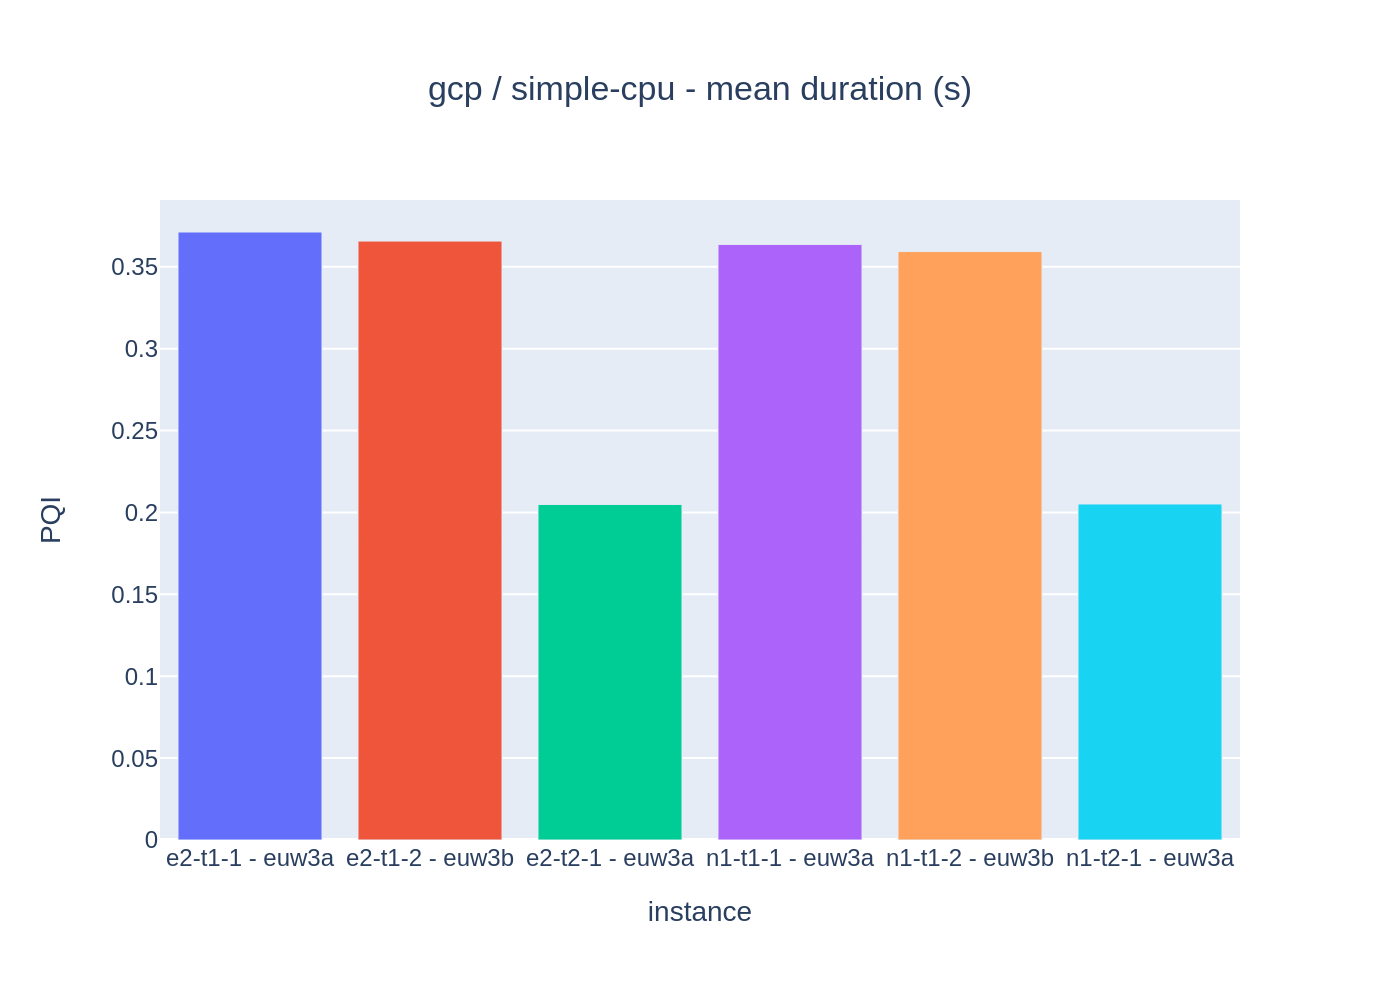 gcp / simple-cpu - mean duration (s)
PQI
0.35
0.3
0.25
0.2
0.15
0.1
0.05
0
e2-t1-1 - euw3a e2-t1-2 - euw3b e2-t2-1 - euw3a n1-t1-1 - euw3a n1-t1-2 - euw3b n1-t2-1 - euw3a
instance